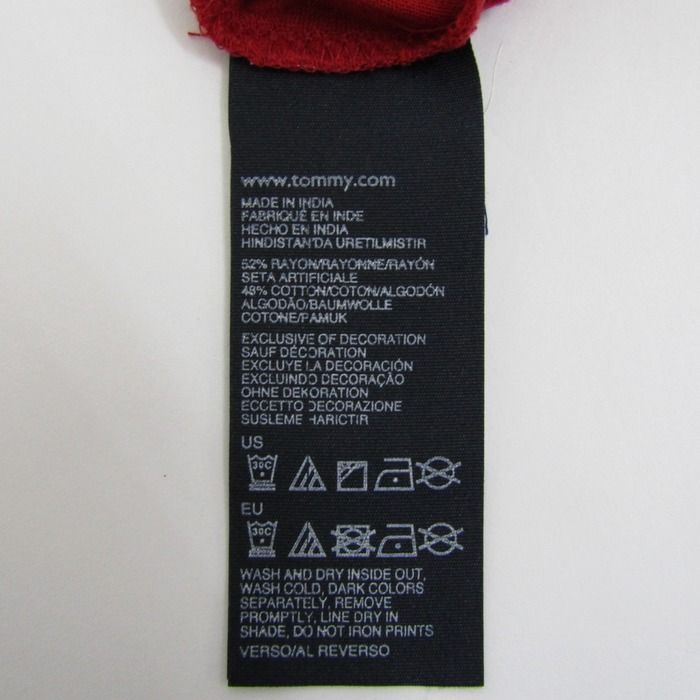 www.tommy.com
MADE IN INDIA
FABRIQUÉ EN INDE
HECHO EN INDIA
HINDISTAN'DA URETILMISTIR
52% RAYON/RAYONNE/RAYÓN
SETA ARTIFICIALE
48% COTTON/COTON/ALGODÓN
ALGODÃO/BAUMWOLLE
COTONE/PAMUK
EXCLUSIVE OF DECORATION
SAUF DÉCORATION
EXCLUYE LA DECORACIÓN
EXCLUINDO DECORAÇÃO
OHNE DEKORATION
ECCETTO DECORAZIONE
SUSLEME HARICTIR
US
30C
EU
30C
WASH AND DRY INSIDE OUT,
WASH COLD, DARK COLORS
SEPARATELY, REMOVE
PROMPTLY, LINE DRY IN
SHADE, DO NOT IRON PRINTS
VERSO/AL REVERSO